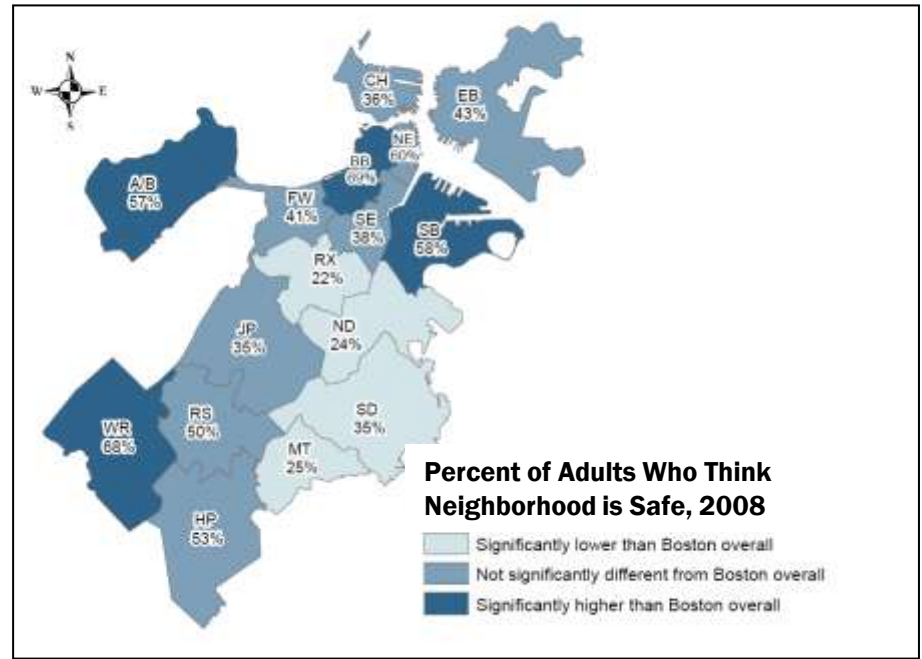 N
W E
S
CH
36%
EB
43%
NE
60%
BB
69%
A/B
57%
FW
41%
SE
38%
SB
58%
RX
22%
JP
35%
ND
24%
WR
68%
RS
50%
SD
35%
MT
25%
HP
53%
Percent of Adults Who Think
Neighborhood is Safe, 2008
Significantly lower than Boston overall
Not significantly different from Boston overall
Significantly higher than Boston overall